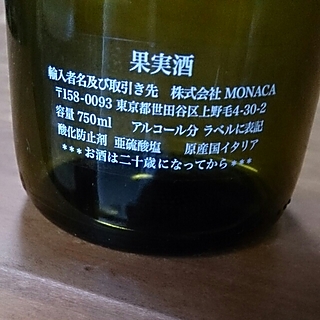 果実酒
輸入者名及び取引き先 株式会社 MONACA
〒158-0093 東京都世田谷区上野毛4-30-2
容量 750ml アルコール分 ラベルに表記
酸化防止剤 亜硫酸塩 原産国イタリア
***お酒は二十歳になってから***